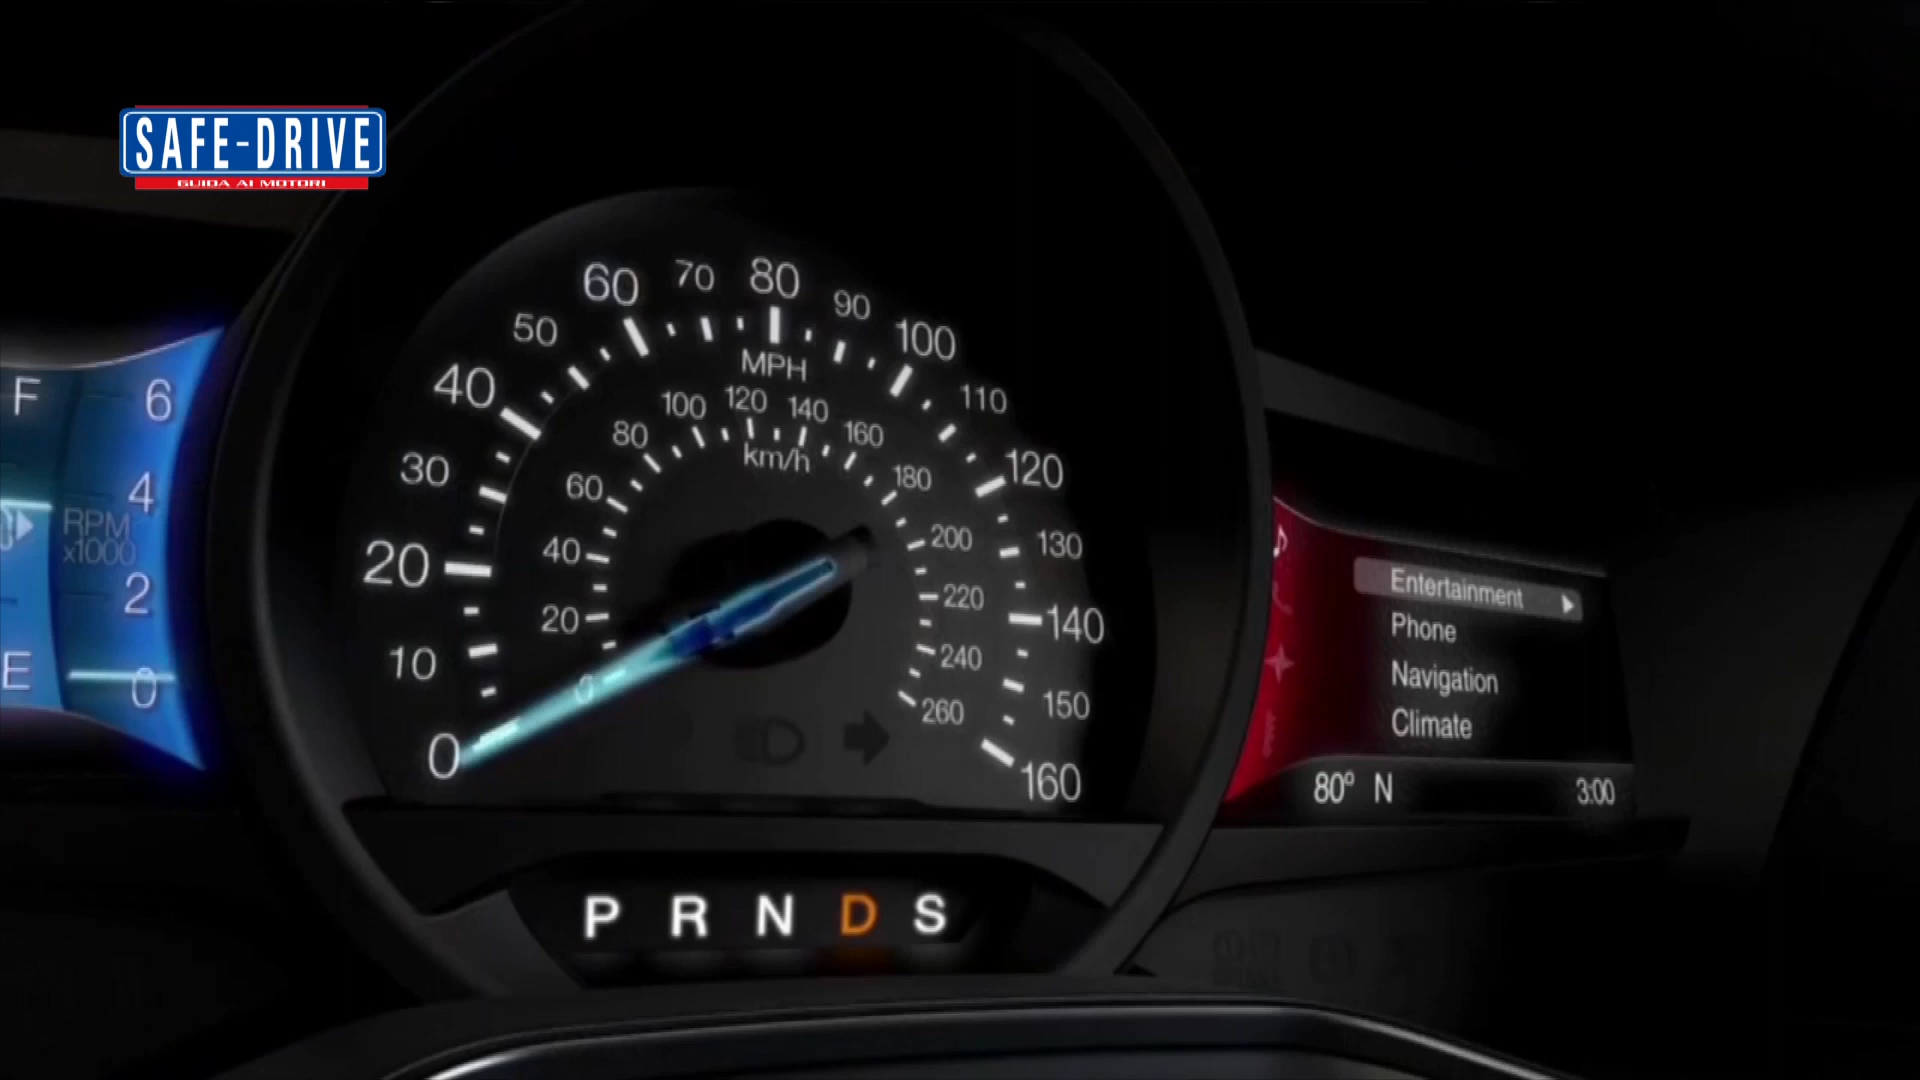 SAFE-DRIVE
GUIDA AI MOTORI
F
E
6
4
RPM
x1000
2
0
0
10
20
30
40
50
60
70
80
90
100
110
120
130
140
150
160
MPH
0
20
40
60
80
100
120
140
160
180
200
220
240
260
km/h
P R N D S
Entertainment
Phone
Navigation
Climate
80° N 3:00